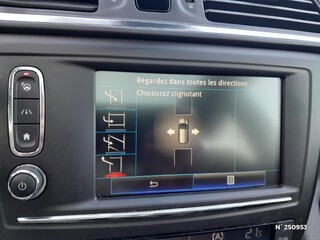 Regardez dans toutes les directions
Choisissez clignotant
N° 250953